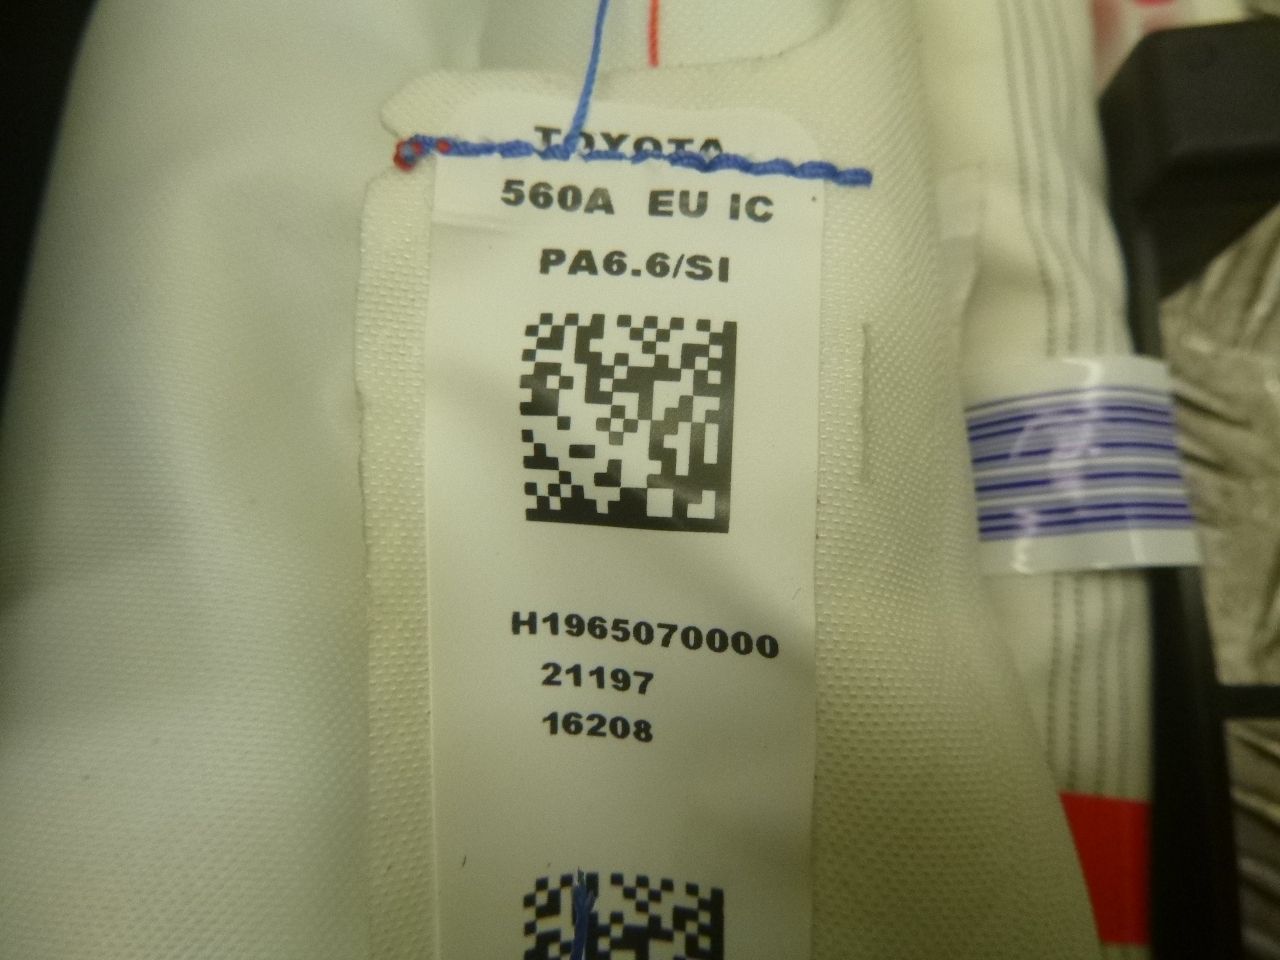 TOYOTA
560A EU IC
PA6.6/SI
H1965070000
21197
16208